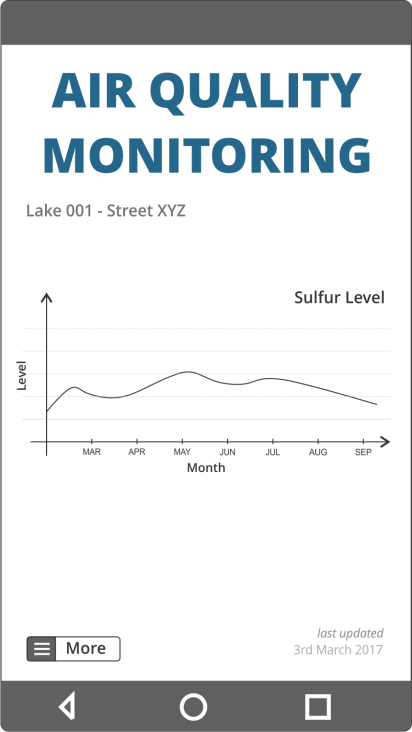 AIR QUALITY
MONITORING
Lake 001 - Street XYZ
Sulfur Level
Level
MAR APR MAY JUN JUL AUG SEP
Month
last updated
More
3rd March 2017